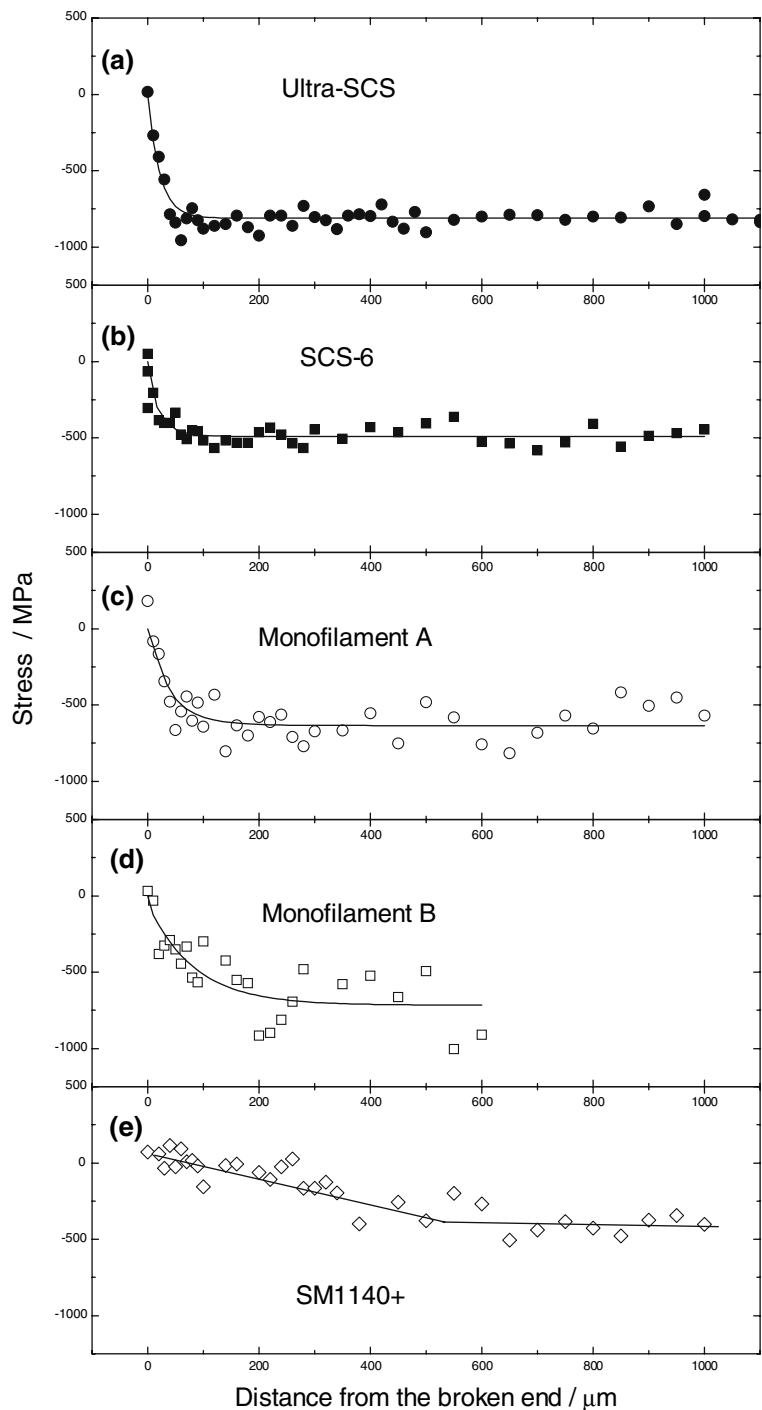 500
(a)
Ultra-SCS
0
-500
-1000
500
0 200 400 600 800 1000
(b)
SCS-6
0
-500
-1000
500
0 200 400 600 800 1000
(c)
Monofilament A
0
-500
-1000
500
0 200 400 600 800 1000
(d)
Monofilament B
0
-500
-1000
500
0 200 400 600 800 1000
(e)
0
-500
SM1140+
-1000
0 200 400 600 800 1000
Stress / MPa
Distance from the broken end / μm